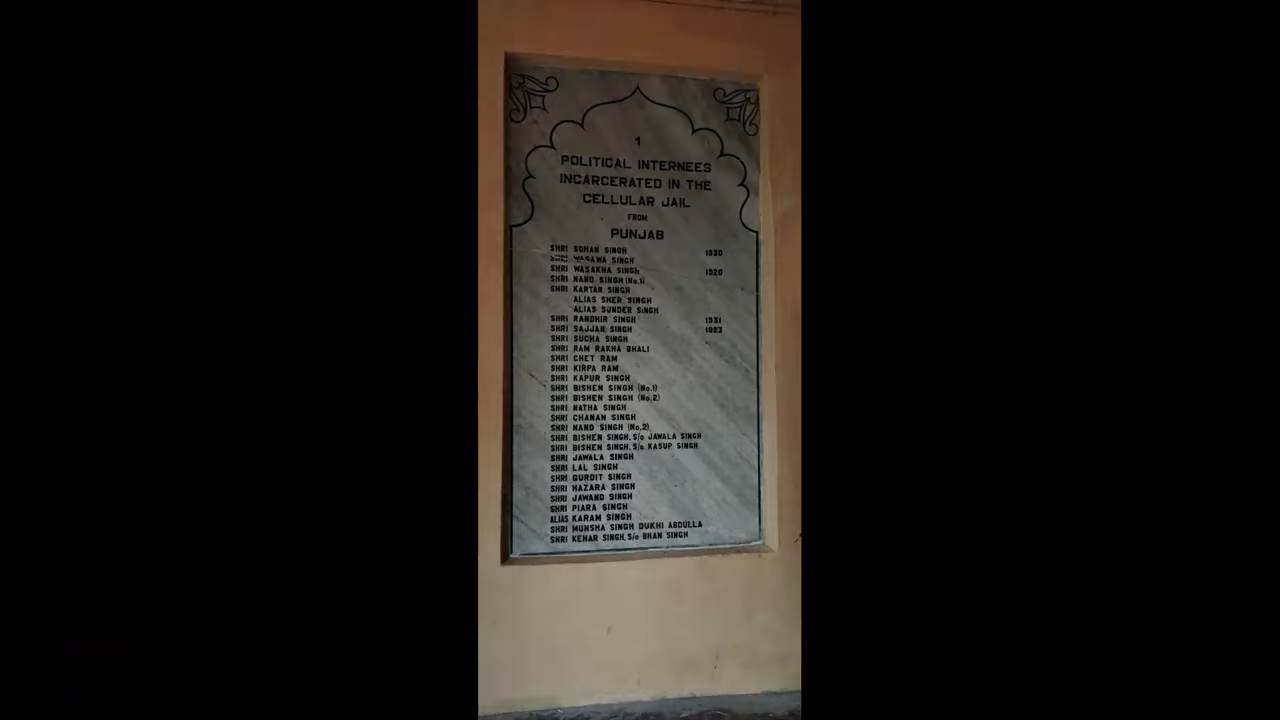 1
POLITICAL INTERNEES
INCARCERATED IN THE
CELLULAR JAIL
FROM
PUNJAB
SHRI SOHAN SINGH 1930
SHRI WASAWA SINGH
SHRI WASAKHA SINGH 1920
SHRI NAND SINGH (No.1)
SHRI KARTAR SINGH
ALIAS SHER SINGH
ALIAS SUNDER SINGH
SHRI RANDHIR SINGH 1931
SHRI SAJJAN SINGH 1923
SHRI SUCHA SINGH
SHRI RAM RAKHA BHALI
SHRI CHET RAM
SHRI KIRPA RAM
SHRI KAPUR SINGH
SHRI BISHEN SINGH (No.1)
SHRI BISHEN SINGH (No.2)
SHRI NATHA SINGH
SHRI CHANAN SINGH
SHRI NAND SINGH (No.2)
SHRI BISHEN SINGH, S/o JAWALA SINGH
SHRI BISHEN SINGH, S/o KASUP SINGH
SHRI JAWALA SINGH
SHRI LAL SINGH
SHRI GURDIT SINGH
SHRI HAZARA SINGH
SHRI JAWAND SINGH
SHRI PIARA SINGH
ALIAS KARAM SINGH
SHRI MUNSHA SINGH DUKHI ABDULLA
SHRI KEHAR SINGH, S/o BHAN SINGH